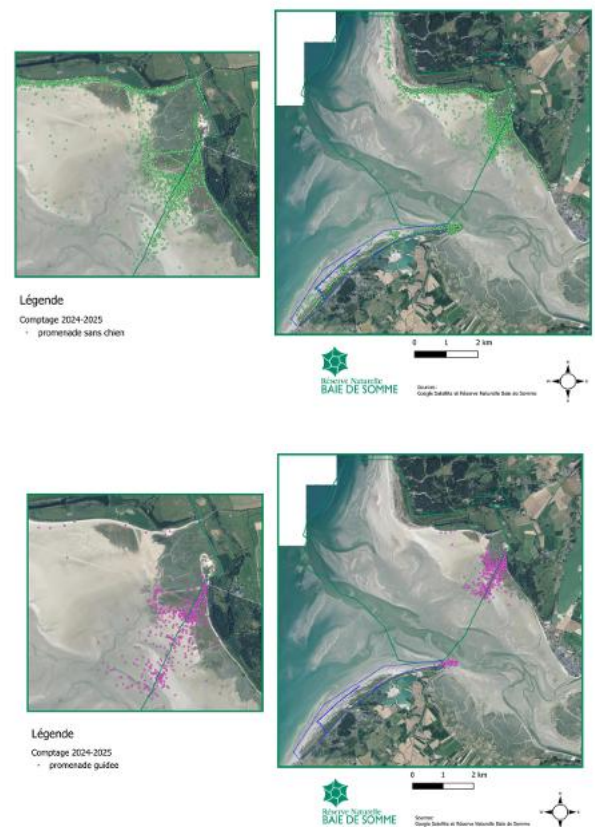 Légende
Comptage 2024-2025
· promenade sans chien
0 1 2 km
Réserve Naturelle
BAIE DE SOMME
Sources:
Google Satellite et Réserve Naturelle Baie de Somme
Légende
Comptage 2024-2025
· promenade guidee
0 1 2 km
Réserve Naturelle
BAIE DE SOMME
Sources:
Google Satellite et Réserve Naturelle Baie de Somme